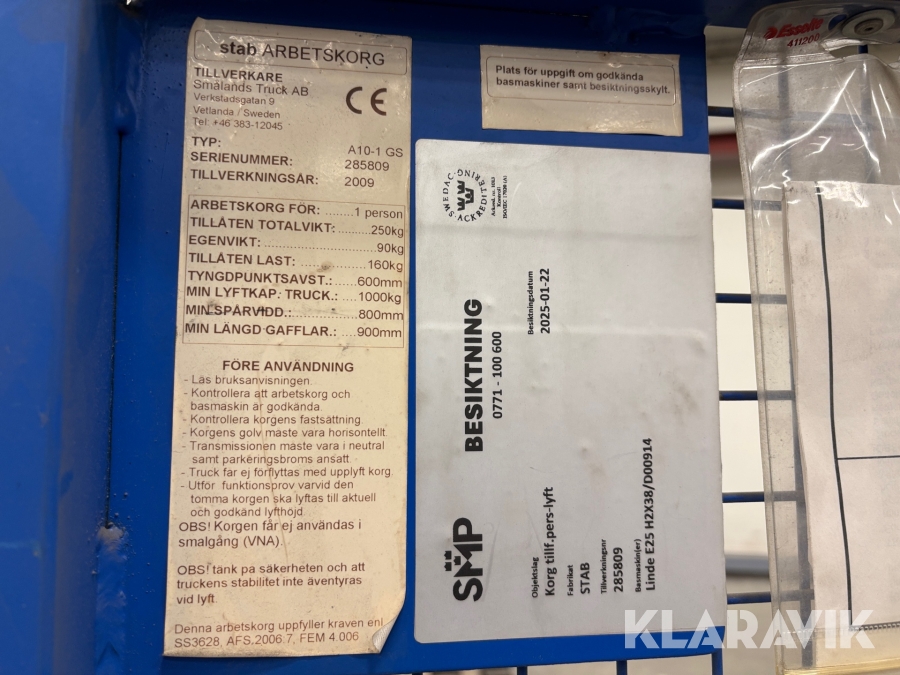 stab ARBETSKORG
TILLVERKARE
Smålands Truck AB
Verkstadsgatan 9
Vetlanda / Sweden
Tel: +46 383-12045
CE
TYP: A10-1 GS
SERIENUMMER: 285809
TILLVERKNINGSÅR: 2009
ARBETSKORG FÖR: ........1 person
TILLÅTEN TOTALVIKT: .........250kg
EGENVIKT: ............................90kg
TILLÅTEN LAST: ...................160kg
TYNGDPUNKTSAVST.: ......600mm
MIN LYFTKAP. TRUCK.: ....1000kg
MIN SPÅRVIDD.: ................800mm
MIN LÄNGD GAFFLAR.: ....900mm
FÖRE ANVÄNDNING
- Läs bruksanvisningen.
- Kontrollera att arbetskorg och
basmaskin är godkända.
- Kontrollera korgens fastsättning.
- Korgens golv måste vara horisontellt.
- Transmissionen måste vara i neutral
samt parkeringsbroms ansatt.
- Truck får ej förflyttas med upplyft korg.
- Utför funktionsprov varvid den
tomma korgen ska lyftas till aktuell
och godkänd lyfthöjd.
OBS! Korgen får ej användas i
smalgång (VNA).
OBS! tänk på säkerheten och att
truckens stabilitet inte äventyras
vid lyft.
Denna arbetskorg uppfyller kraven enl
SS3628, AFS.2006.7, FEM 4.006
Plats för uppgift om godkända
basmaskiner samt besiktningsskylt.
SWEDAC ACKREDITERING
Kontroll
ISO/IEC 17020 (A)
SMP
BESIKTNING
0771 - 100 600
Objektslag
Korg tillf.pers-lyft
Besiktningsdatum
2025-01-22
Fabrikat
STAB
Tillverkningsnr
285809
Basmaskin(er)
Linde E25 H2X38/D00914
Esselte
411200
KLARAVIK